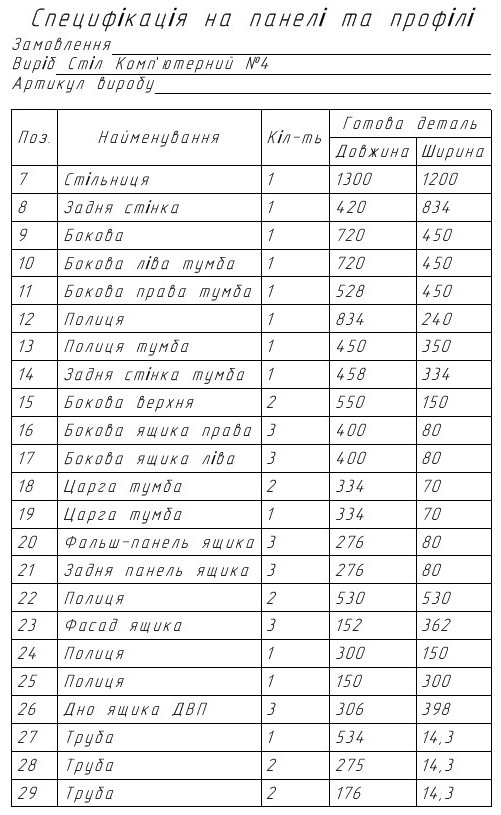 Специфікація на панелі та профілі
Замовлення
Виріб Стіл Комп'ютерний №4
Артикул виробу
Поз. Найменування Кіл-ть Готова деталь
Довжина Ширина
7 Стільниця 1 1300 1200
8 Задня стінка 1 420 834
9 Бокова 1 720 450
10 Бокова ліва тумба 1 720 450
11 Бокова права тумба 1 528 450
12 Полиця 1 834 240
13 Полиця тумба 1 450 350
14 Задня стінка тумба 1 458 334
15 Бокова верхня 2 550 150
16 Бокова ящика права 3 400 80
17 Бокова ящика ліва 3 400 80
18 Царга тумба 2 334 70
19 Царга тумба 1 334 70
20 Фальш-панель ящика 3 276 80
21 Задня панель ящика 3 276 80
22 Полиця 2 530 530
23 Фасад ящика 3 152 362
24 Полиця 1 300 150
25 Полиця 1 150 300
26 Дно ящика ДВП 3 306 398
27 Труба 1 534 14,3
28 Труба 2 275 14,3
29 Труба 2 176 14,3